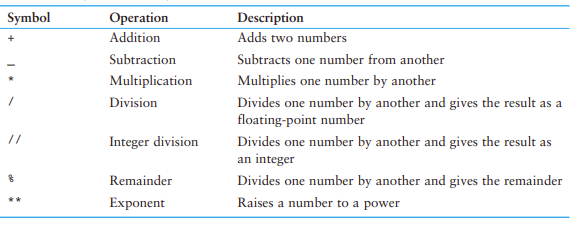 Symbol Operation Description
+ Addition Adds two numbers
_ Subtraction Subtracts one number from another
* Multiplication Multiplies one number by another
/ Division Divides one number by another and gives the result as a
floating-point number
// Integer division Divides one number by another and gives the result as
an integer
% Remainder Divides one number by another and gives the remainder
** Exponent Raises a number to a power